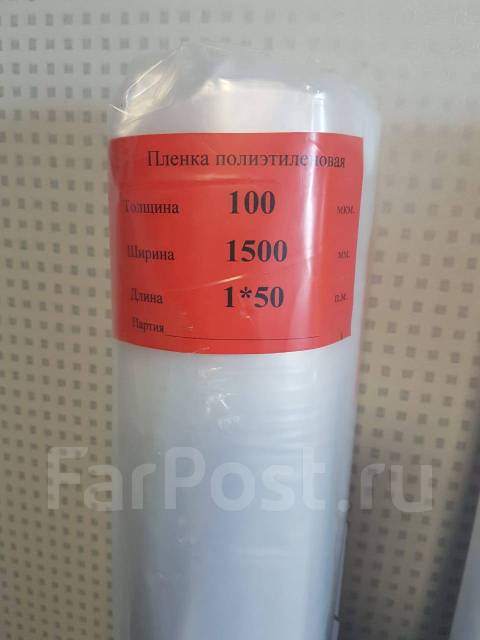 Пленка полиэтиленовая
Толщина 100 мкм.
Ширина 1500 мм.
Длина 1*50 п.м.
Партия
FarPost.ru